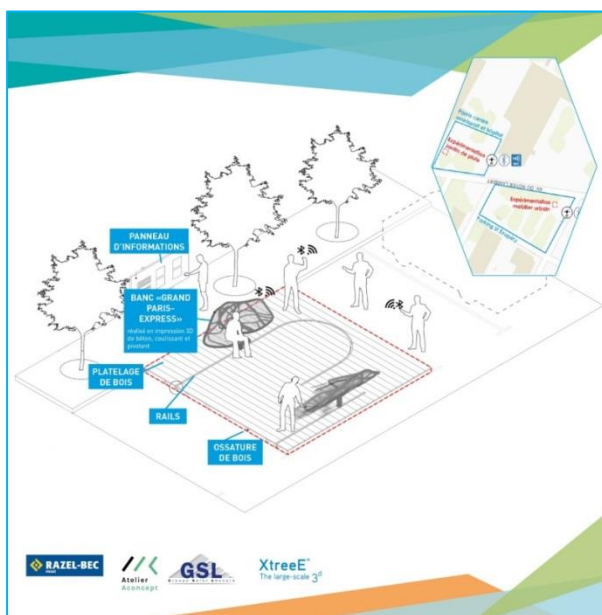 PANNEAU
D'INFORMATIONS
BANC «GRAND
PARIS-
EXPRESS»
réalisé en impression 3D
de béton, coulissant et
pivotant
PLATELAGE
DE BOIS
RAILS
OSSATURE
DE BOIS
Expérimentation
mobilier urbain
RAZEL-BEC
Atelier
Aconcept
GSL
XtreeE
The large-scale 3d